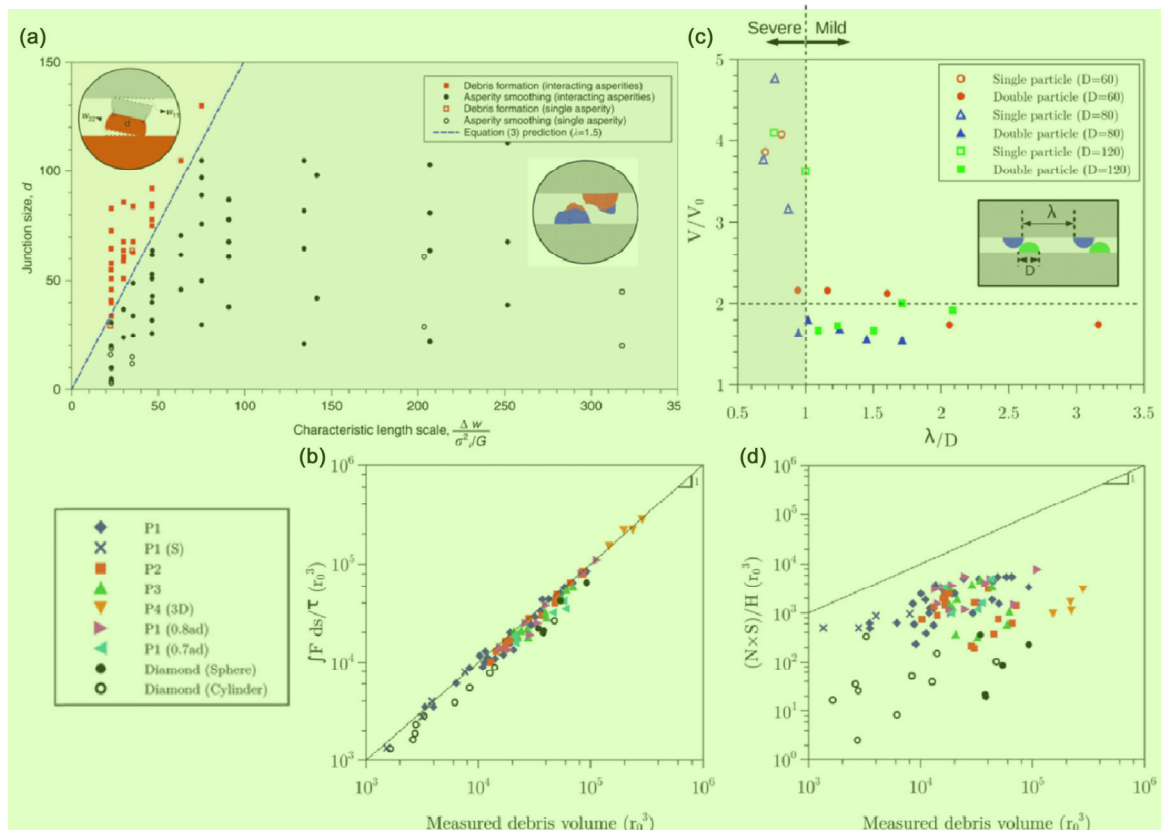 (a)
150
100
50
0
Junction size, d
w22
d
w11
Debris formation (interacting asperities)
Asperity smoothing (interacting asperities)
Debris formation (single asperity)
Asperity smoothing (single asperity)
Equation (3) prediction (λ=1.5)
0 50 100 150 200 250 300 35
Characteristic length scale, Δw / σ²ⱼ/G
Severe Mild
(c)
5
4
3
2
1
V/V₀
Single particle (D=60)
Double particle (D=60)
Single particle (D=80)
Double particle (D=80)
Single particle (D=120)
Double particle (D=120)
λ
D
0.5 1 1.5 2 2.5 3 3.5
λ/D
P1
P1 (S)
P2
P3
P4 (3D)
P1 (0.8ad)
P1 (0.7ad)
Diamond (Sphere)
Diamond (Cylinder)
(b)
10⁶
10⁵
10⁴
10³
∫F ds/τ (r₀³)
1
10³ 10⁴ 10⁵ 10⁶
Measured debris volume (r₀³)
(d)
10⁶
10⁵
10⁴
10³
10²
10¹
10⁰
(N×S)/H (r₀³)
1
10³ 10⁴ 10⁵ 10⁶
Measured debris volume (r₀³)